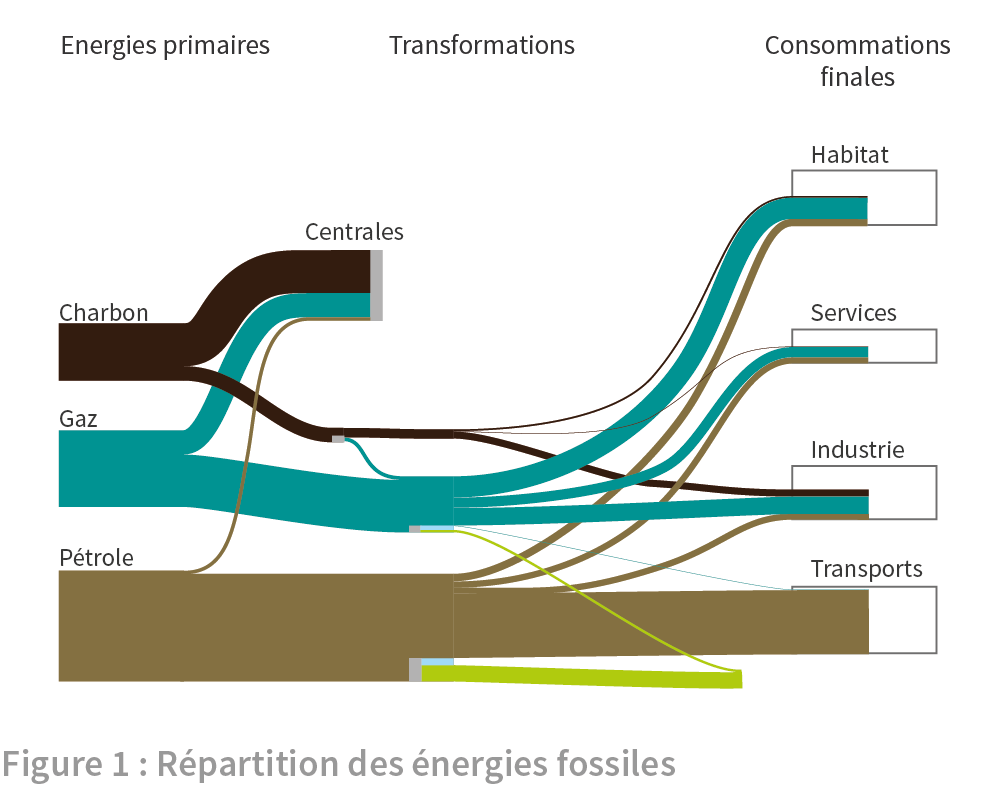 Energies primaires
Transformations
Consommations
finales
Habitat
Centrales
Charbon
Services
Gaz
Industrie
Pétrole
Transports
Figure 1 : Répartition des énergies fossiles